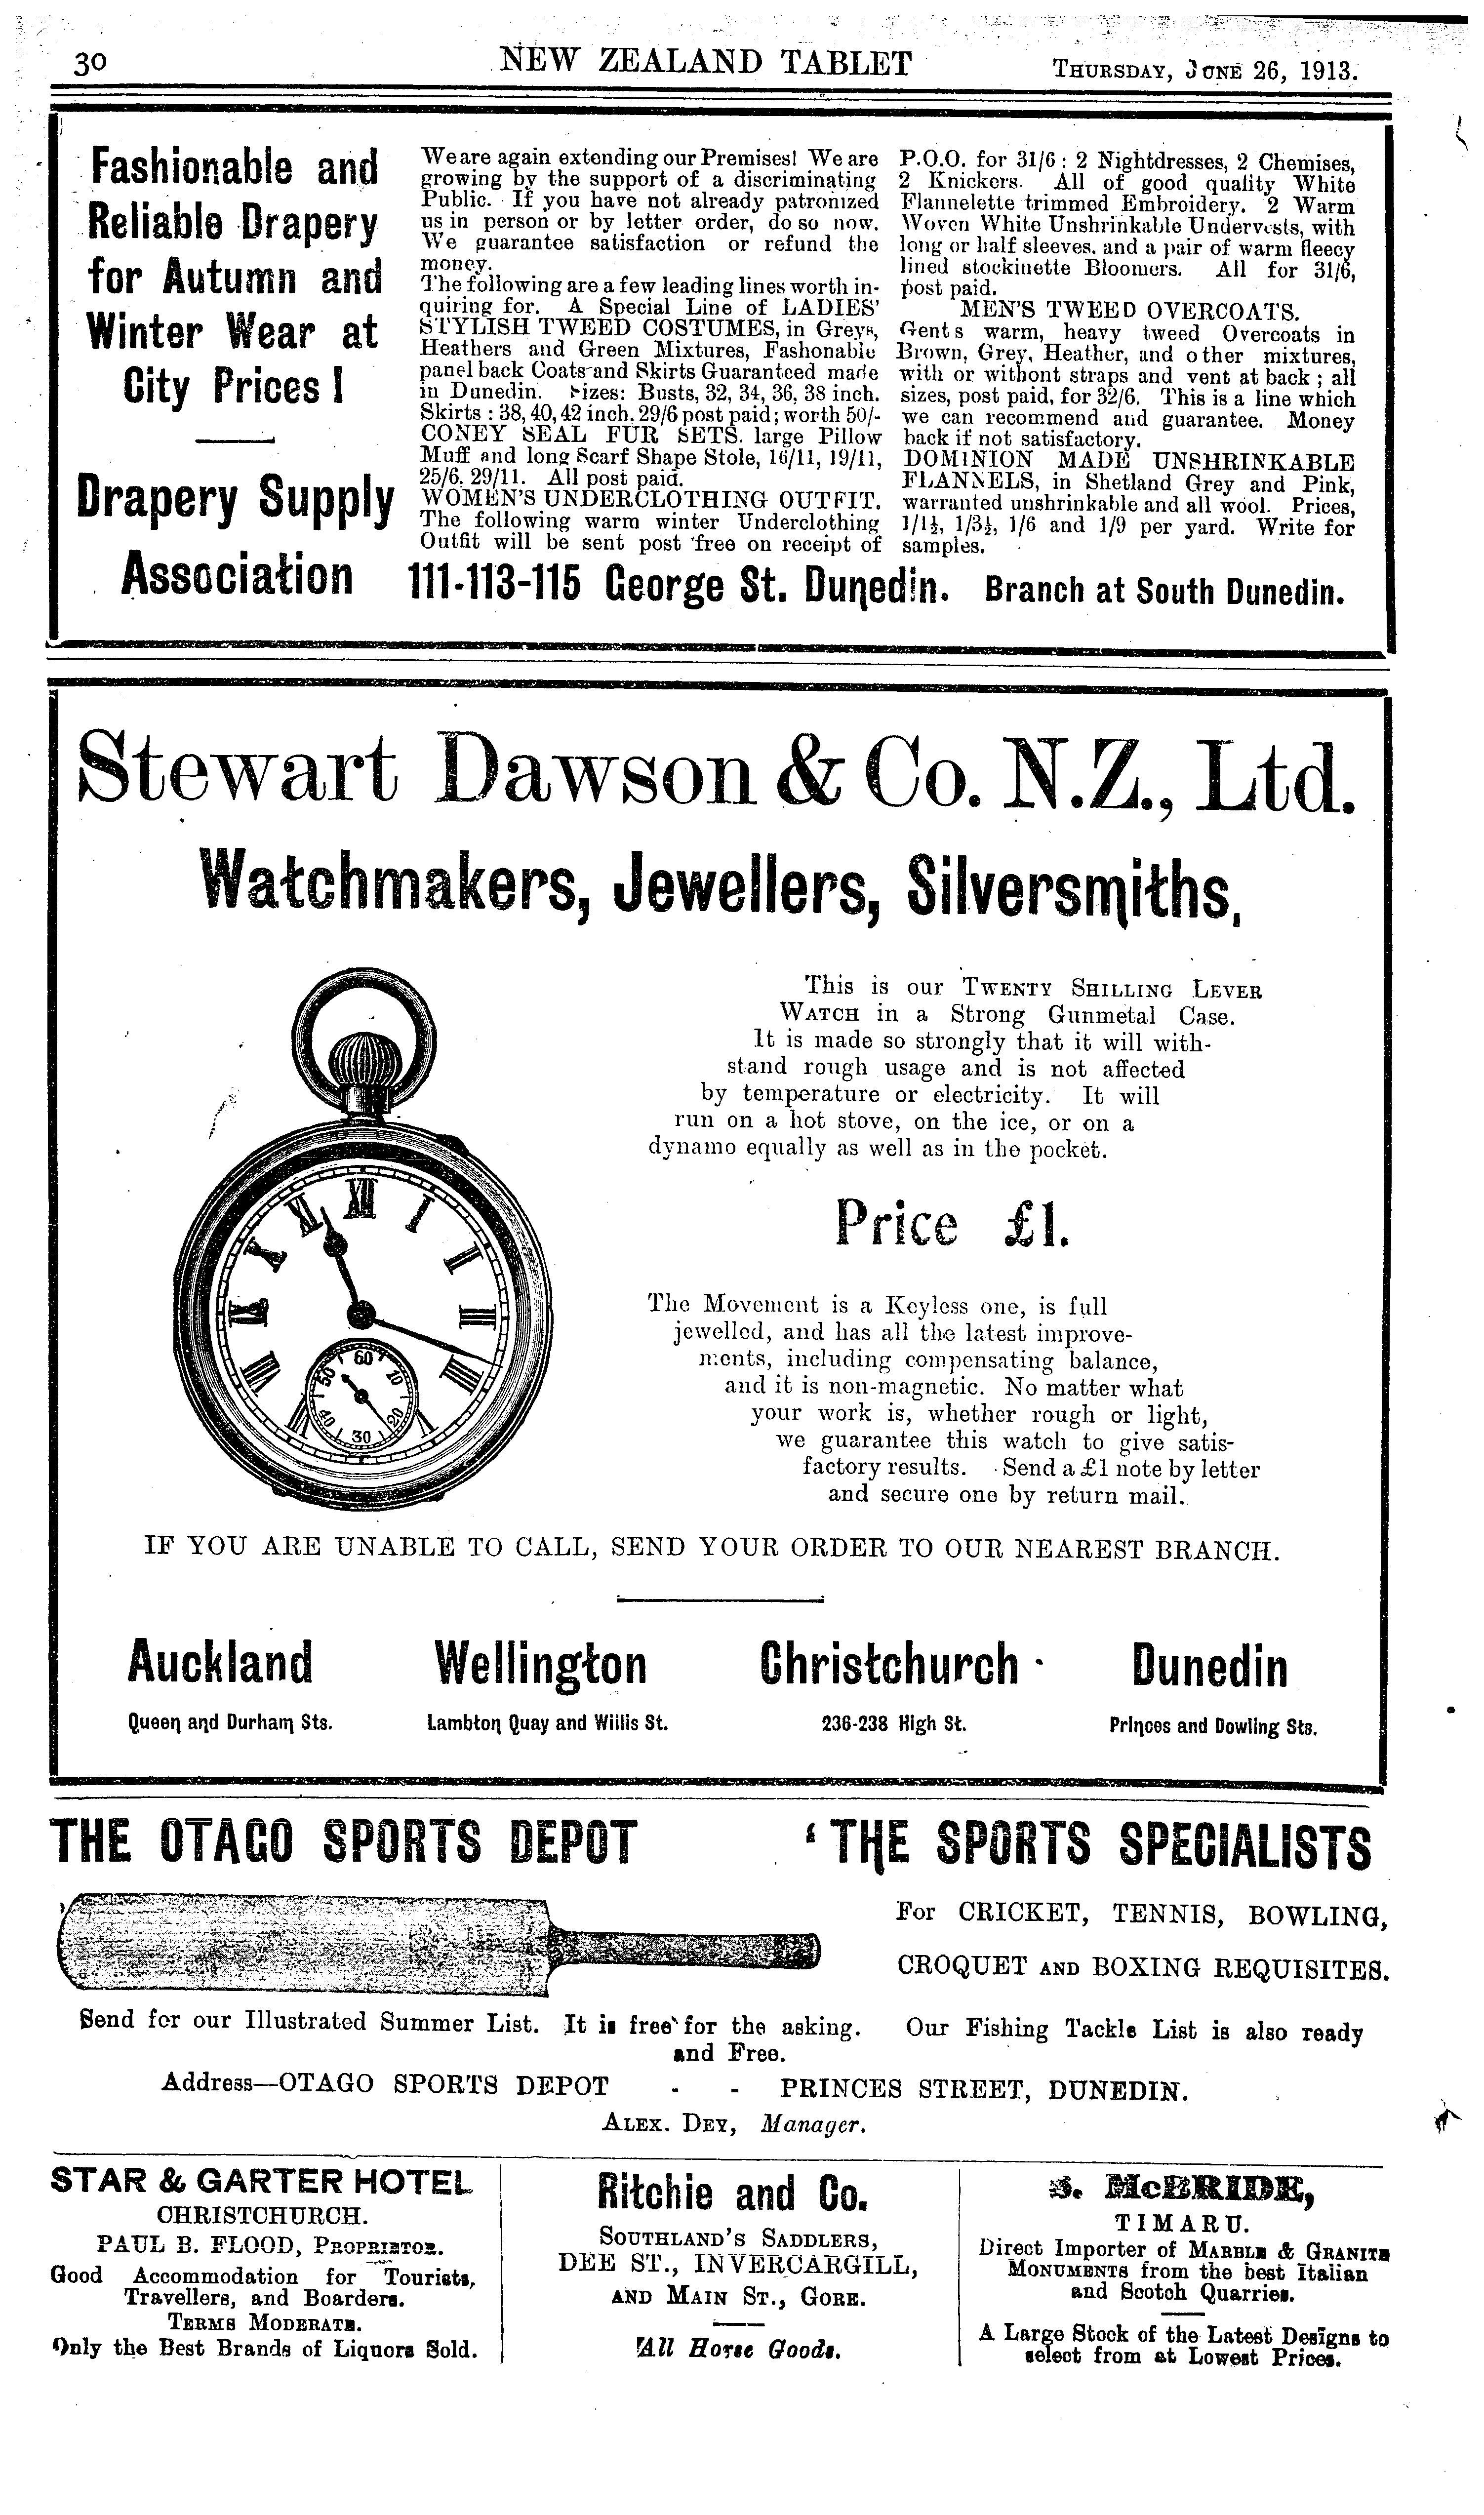 30
NEW ZEALAND TABLET
THURSDAY, JUNE 26, 1913.
Fashionable and
Reliable Drapery
for Autumn and
Winter Wear at
City Prices!
Drapery Supply
Association
We are again extending our Premises! We are
growing by the support of a discriminating
Public. If you have not already patronized
us in person or by letter order, do so now.
We guarantee satisfaction or refund the
money.
The following are a few leading lines worth in-
quiring for. A Special Line of LADIES'
STYLISH TWEED COSTUMES, in Greys,
Heathers and Green Mixtures, Fashonable
panel back Coats and Skirts Guaranteed made
in Dunedin. Sizes: Busts, 32, 34, 36, 38 inch.
Skirts : 38, 40, 42 inch. 29/6 post paid; worth 50/-
CONEY SEAL FUR SETS. large Pillow
Muff and long Scarf Shape Stole, 16/11, 19/11,
25/6, 29/11. All post paid.
WOMEN'S UNDERCLOTHING OUTFIT.
The following warm winter Underclothing
Outfit will be sent post free on receipt of
P.O.O. for 31/6 : 2 Nightdresses, 2 Chemises,
2 Knickers. All of good quality White
Flannelette trimmed Embroidery. 2 Warm
Woven White Unshrinkable Undervests, with
long or half sleeves, and a pair of warm fleecy
lined stockinette Bloomers. All for 31/6,
post paid.
MEN'S TWEED OVERCOATS.
Gents warm, heavy tweed Overcoats in
Brown, Grey, Heather, and other mixtures,
with or withont straps and vent at back ; all
sizes, post paid, for 32/6. This is a line which
we can recommend and guarantee. Money
back if not satisfactory.
DOMINION MADE UNSHRINKABLE
FLANNELS, in Shetland Grey and Pink,
warranted unshrinkable and all wool. Prices,
1/1½, 1/3½, 1/6 and 1/9 per yard. Write for
samples.
111-113-115 George St. Dunedin. Branch at South Dunedin.
Stewart Dawson & Co. N.Z., Ltd.
Watchmakers, Jewellers, Silversmiths,
This is our TWENTY SHILLING LEVER
WATCH in a Strong Gunmetal Case.
It is made so strongly that it will with-
stand rough usage and is not affected
by temperature or electricity. It will
run on a hot stove, on the ice, or on a
dynamo equally as well as in the pocket.
Price £1.
The Movement is a Keyless one, is full
jewelled, and has all the latest improve-
ments, including compensating balance,
and it is non-magnetic. No matter what
your work is, whether rough or light,
we guarantee this watch to give satis-
factory results. Send a £1 note by letter
and secure one by return mail.
XII
I
II
III
IIII
VIII
IX
X
XI
60
10
20
30
40
50
IF YOU ARE UNABLE TO CALL, SEND YOUR ORDER TO OUR NEAREST BRANCH.
Auckland
Queen and Durham Sts.
Wellington
Lambton Quay and Willis St.
Christchurch
236-238 High St.
Dunedin
Princes and Dowling Sts.
THE OTAGO SPORTS DEPOT
‘ THE SPORTS SPECIALISTS
For CRICKET, TENNIS, BOWLING,
CROQUET AND BOXING REQUISITES.
Send for our Illustrated Summer List. It is free for the asking. Our Fishing Tackle List is also ready
and Free.
Address—OTAGO SPORTS DEPOT - - PRINCES STREET, DUNEDIN.
ALEX. DEY, Manager.
STAR & GARTER HOTEL
CHRISTCHURCH.
PAUL B. FLOOD, PROPRIETOR.
Good Accommodation for Tourists,
Travellers, and Boarders.
TERMS MODERATE.
Only the Best Brands of Liquors Sold.
Ritchie and Co.
SOUTHLAND'S SADDLERS,
DEE ST., INVERCARGILL,
AND MAIN ST., GORE.
All Horse Goods.
S. McBRIDE,
TIMARU.
Direct Importer of MARBLE & GRANITE
MONUMENTS from the best Italian
and Scotch Quarries.
A Large Stock of the Latest Designs to
select from at Lowest Prices.